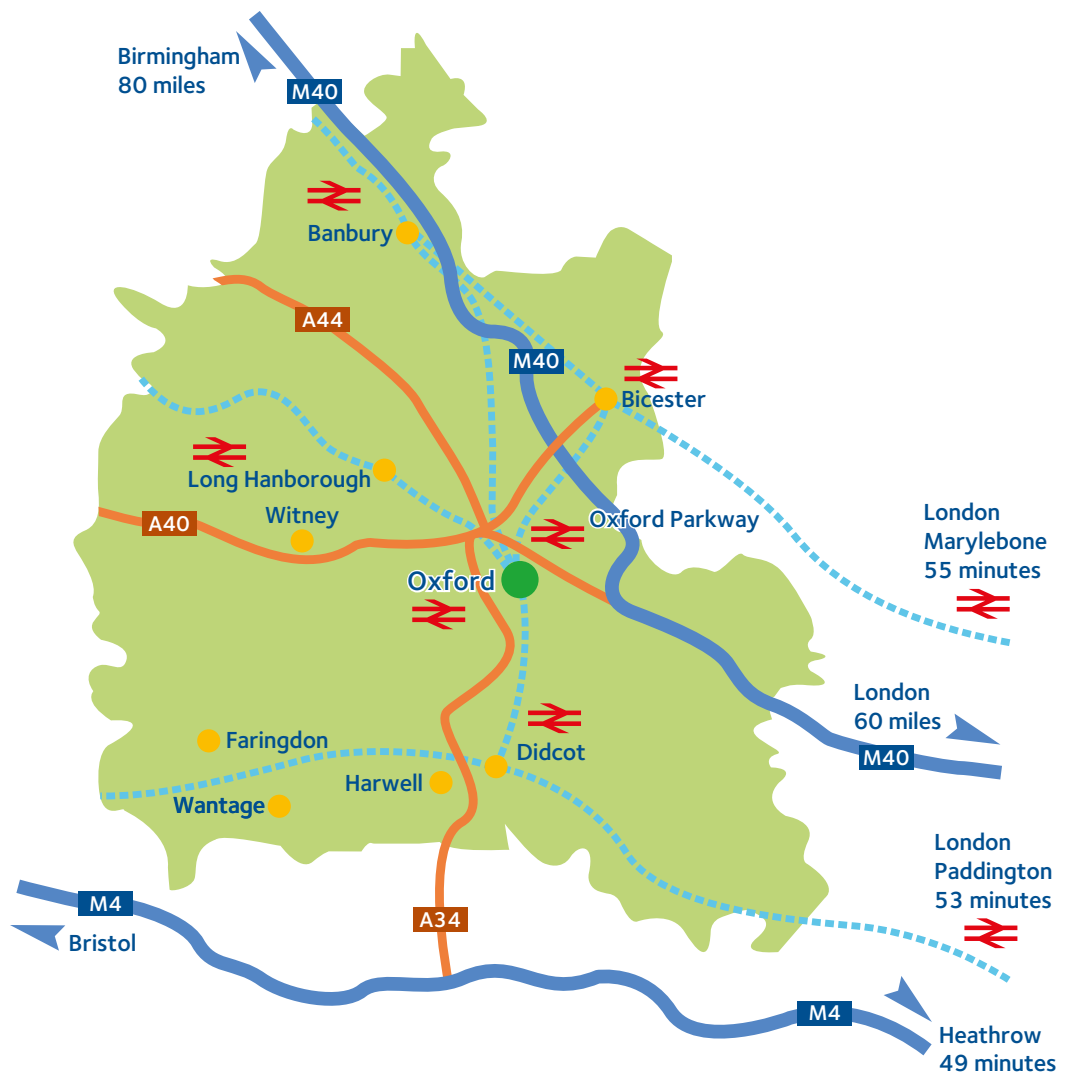 Birmingham
80 miles
M40
Banbury
A44
M40
Bicester
Long Hanborough
Witney
A40
Oxford Parkway
London
Marylebone
55 minutes
Oxford
London
60 miles
M40
Faringdon
Didcot
Harwell
Wantage
London
Paddington
53 minutes
M4
Bristol
A34
M4
Heathrow
49 minutes